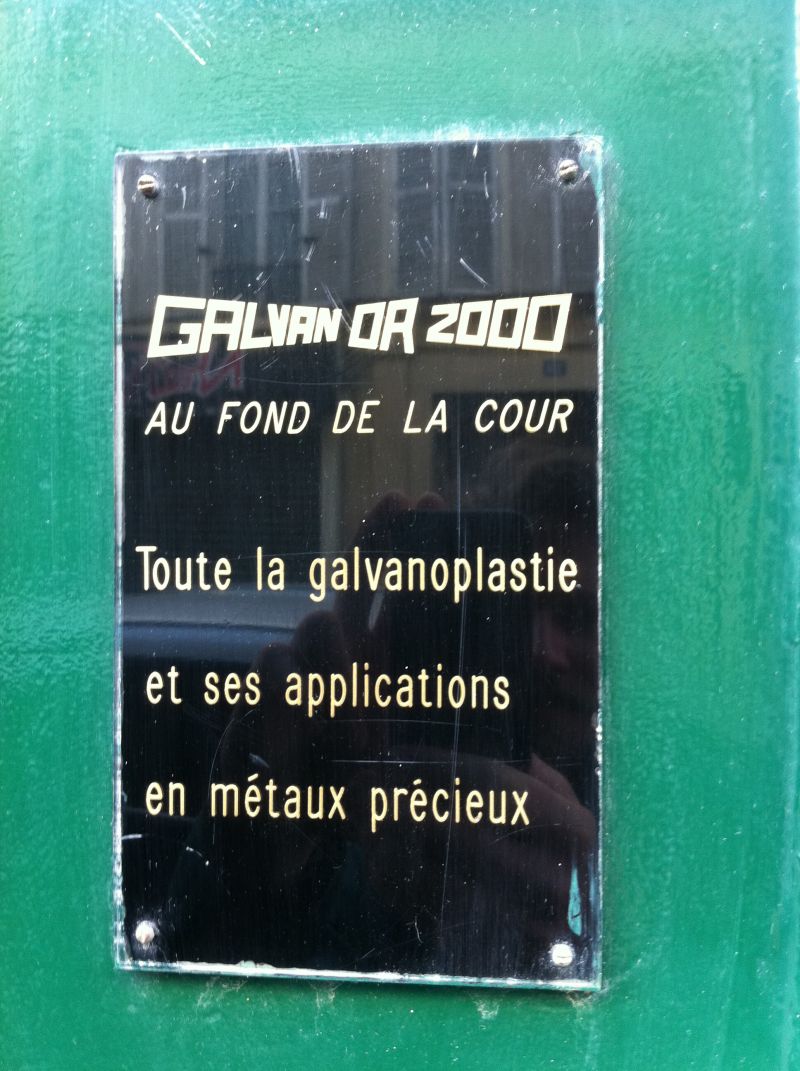 GALVAN OR 2000
AU FOND DE LA COUR
Toute la galvanoplastie
et ses applications
en métaux précieux